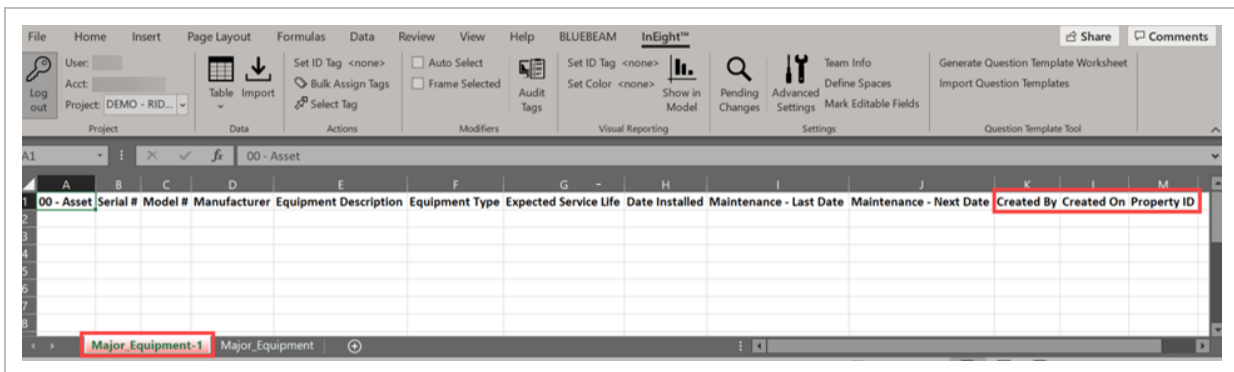 File Home Insert Page Layout Formulas Data Review View Help BLUEBEAM InEight™ Share Comments
User: Set ID Tag <none> Auto Select Set ID Tag <none> Team Info Generate Question Template Worksheet
Acct: Bulk Assign Tags Frame Selected Set Color <none> Define Spaces Import Question Templates
Log out Project: DEMO - RID... Table Import Select Tag Audit Tags Show in Model Pending Changes Advanced Settings Mark Editable Fields
Project Data Actions Modifiers Visual Reporting Settings Question Template Tool
A1 fx 00 - Asset
A B C D E F G H I J K L M
1 00 - Asset Serial # Model # Manufacturer Equipment Description Equipment Type Expected Service Life Date Installed Maintenance - Last Date Maintenance - Next Date Created By Created On Property ID
2
3
4
5
6
7
8
Major_Equipment-1 Major_Equipment